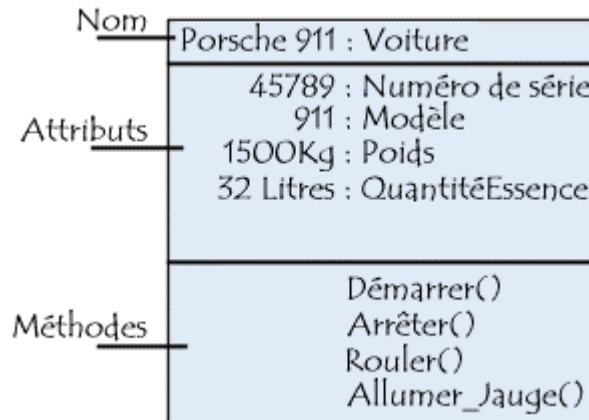 Nom
Porsche 911 : Voiture
45789 : Numéro de série
911 : Modèle
Attributs
1500Kg : Poids
32 Litres : QuantitéEssence
Démarrer()
Méthodes
Arrêter()
Rouler()
Allumer_Jauge()